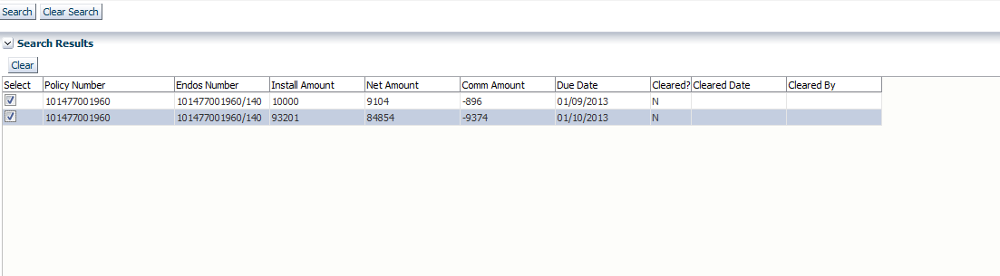 Search Clear Search
Search Results
Clear
Select Policy Number Endos Number Install Amount Net Amount Comm Amount Due Date Cleared? Cleared Date Cleared By
101477001960 101477001960/140 10000 9104 -896 01/09/2013 N
101477001960 101477001960/140 93201 84854 -9374 01/10/2013 N